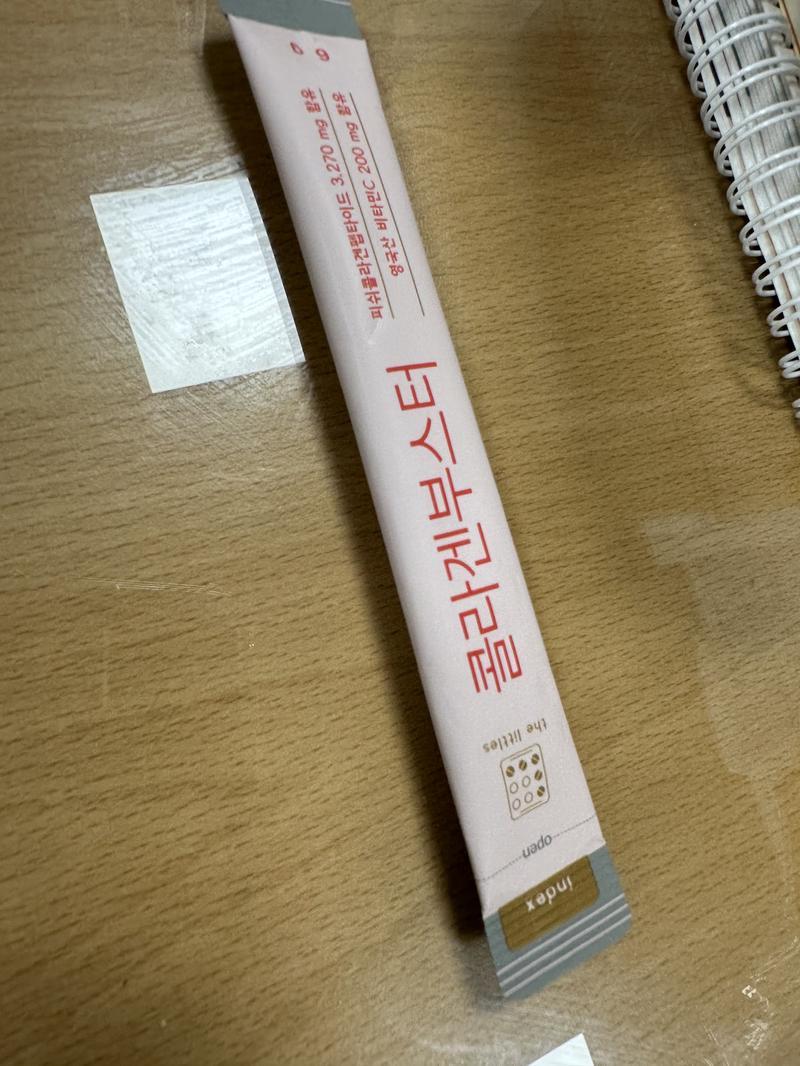 index
open
the littles
콜라겐부스터
피쉬콜라겐펩타이드 3,270 mg 함유
영국산 비타민C 200 mg 함유
6 g